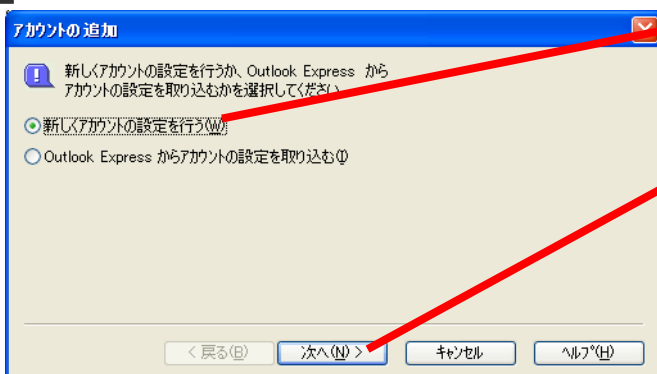 アカウントの追加
新しくアカウントの設定を行うか、Outlook Express から
アカウントの設定を取り込むかを選択してください
新しくアカウントの設定を行う(W)
Outlook Express からアカウントの設定を取り込む(I)
< 戻る(B)
次へ(N) >
キャンセル
ヘルプ(H)